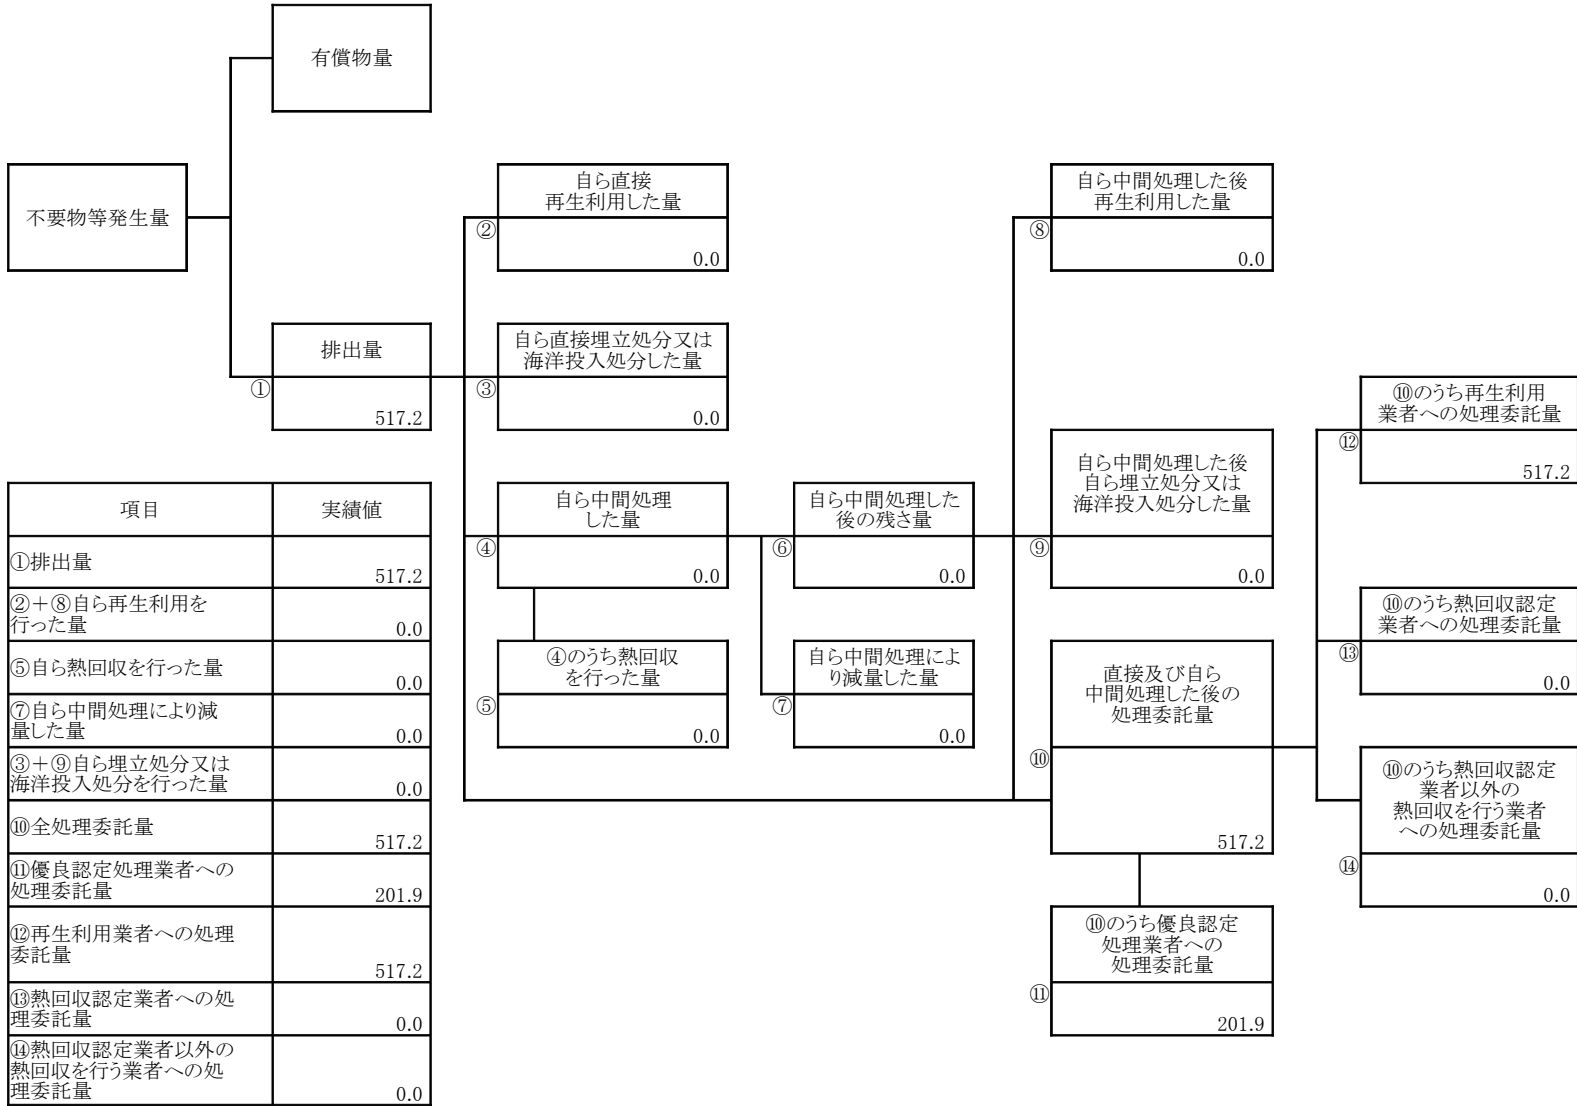 有償物量
不要物等発生量
自ら直接
再生利用した量
②
0.0
自ら中間処理した後
再生利用した量
⑧
0.0
排出量
①
517.2
自ら直接埋立処分又は
海洋投入処分した量
③
0.0
⑩のうち再生利用
業者への処理委託量
⑫
517.2
自ら中間処理した後
自ら埋立処分又は
海洋投入処分した量
⑨
0.0
自ら中間処理
した量
④
0.0
自ら中間処理した
後の残さ量
⑥
0.0
⑩のうち熱回収認定
業者への処理委託量
⑬
0.0
④のうち熱回収
を行った量
⑤
0.0
自ら中間処理によ
り減量した量
⑦
0.0
直接及び自ら
中間処理した後の
処理委託量
⑩
517.2
⑩のうち熱回収認定
業者以外の
熱回収を行う業者
への処理委託量
⑭
0.0
⑩のうち優良認定
処理業者への
処理委託量
⑪
201.9
項目
実績値
①排出量
517.2
②＋⑧自ら再生利用を
行った量
0.0
⑤自ら熱回収を行った量
0.0
⑦自ら中間処理により減
量した量
0.0
③＋⑨自ら埋立処分又は
海洋投入処分を行った量
0.0
⑩全処理委託量
517.2
⑪優良認定処理業者への
処理委託量
201.9
⑫再生利用業者への処理
委託量
517.2
⑬熱回収認定業者への処
理委託量
0.0
⑭熱回収認定業者以外の
熱回収を行う業者への処
理委託量
0.0